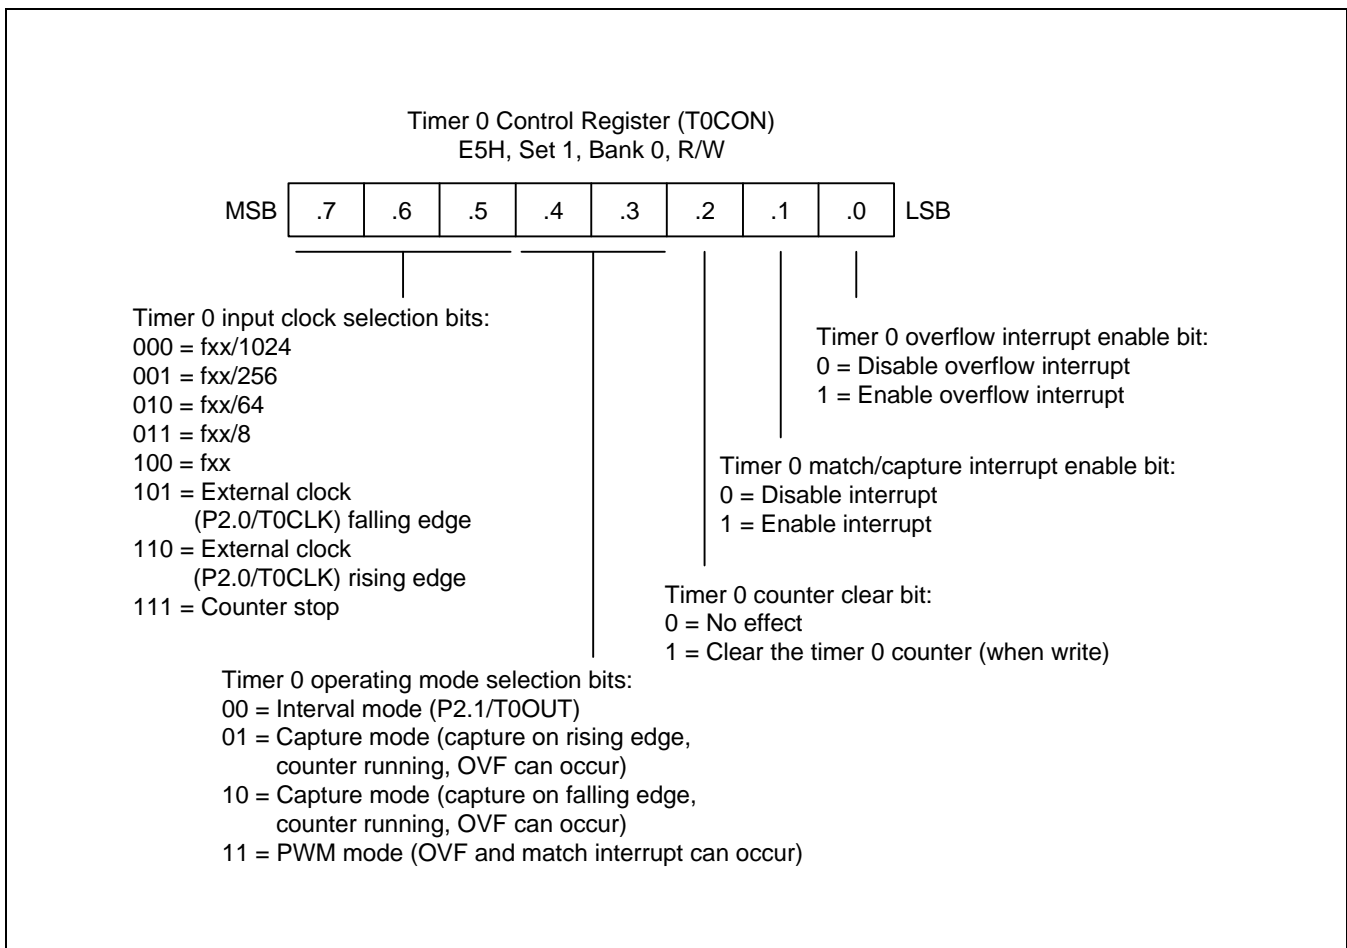 Timer 0 Control Register (T0CON)
E5H, Set 1, Bank 0, R/W
MSB .7 .6 .5 .4 .3 .2 .1 .0 LSB
Timer 0 input clock selection bits:
000 = fxx/1024
001 = fxx/256
010 = fxx/64
011 = fxx/8
100 = fxx
101 = External clock
(P2.0/T0CLK) falling edge
110 = External clock
(P2.0/T0CLK) rising edge
111 = Counter stop
Timer 0 overflow interrupt enable bit:
0 = Disable overflow interrupt
1 = Enable overflow interrupt
Timer 0 match/capture interrupt enable bit:
0 = Disable interrupt
1 = Enable interrupt
Timer 0 counter clear bit:
0 = No effect
1 = Clear the timer 0 counter (when write)
Timer 0 operating mode selection bits:
00 = Interval mode (P2.1/T0OUT)
01 = Capture mode (capture on rising edge,
counter running, OVF can occur)
10 = Capture mode (capture on falling edge,
counter running, OVF can occur)
11 = PWM mode (OVF and match interrupt can occur)